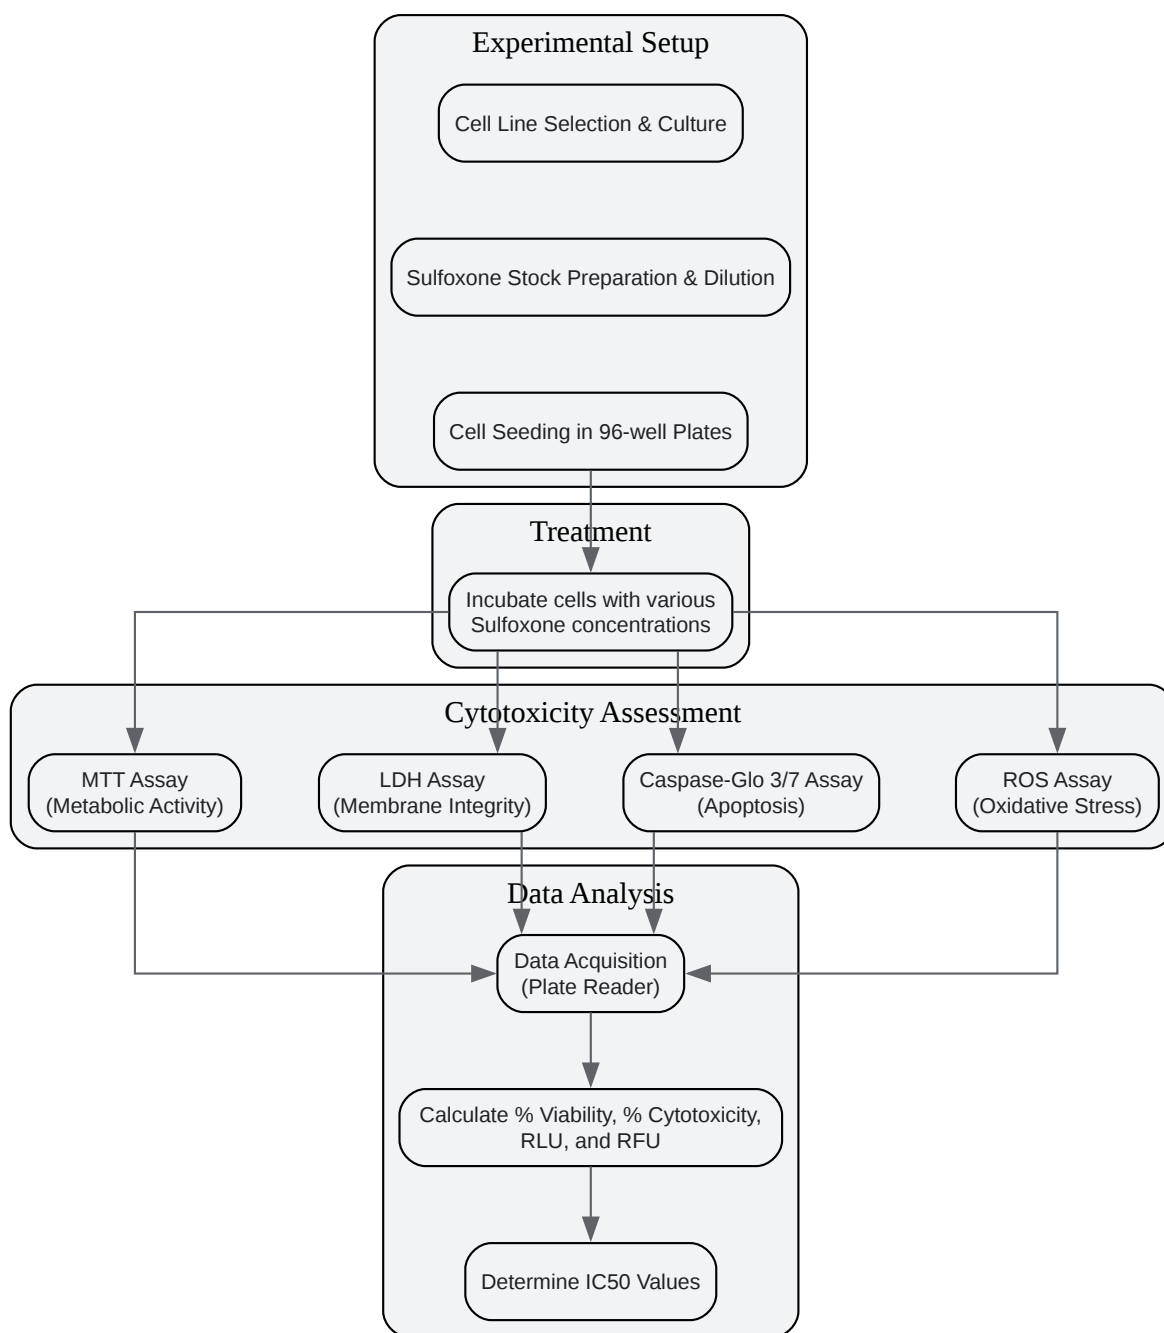 Experimental Setup
Cell Line Selection & Culture
Sulfoxone Stock Preparation & Dilution
Cell Seeding in 96-well Plates
Treatment
Incubate cells with various
Sulfoxone concentrations
Cytotoxicity Assessment
MTT Assay
(Metabolic Activity)
LDH Assay
(Membrane Integrity)
Caspase-Glo 3/7 Assay
(Apoptosis)
ROS Assay
(Oxidative Stress)
Data Analysis
Data Acquisition
(Plate Reader)
Calculate % Viability, % Cytotoxicity,
RLU, and RFU
Determine IC50 Values